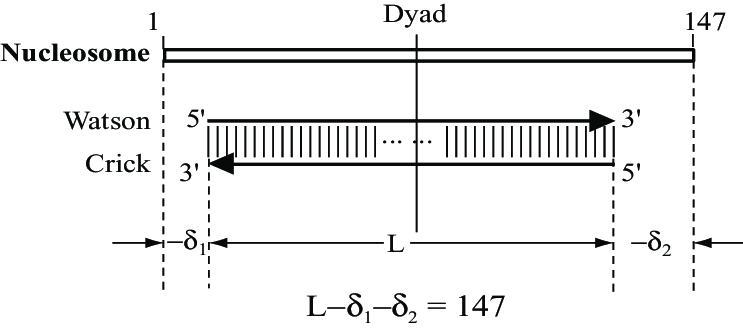 Dyad
1 147
Nucleosome
Watson 5' 3'
... ...
Crick 3' 5'
–δ₁ L –δ₂
L–δ₁–δ₂ = 147